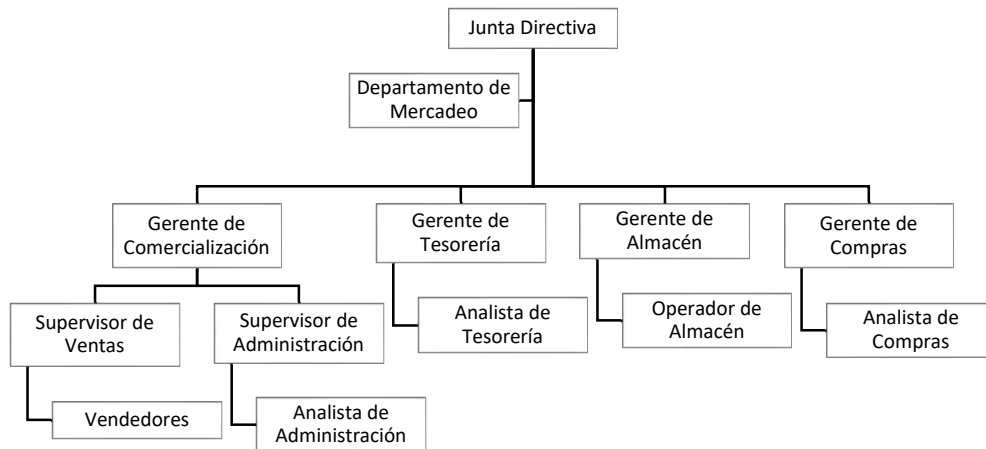 Junta Directiva
Departamento de
Mercadeo
Gerente de
Comercialización
Gerente de
Tesorería
Gerente de
Almacén
Gerente de
Compras
Supervisor de
Ventas
Supervisor de
Administración
Analista de
Tesorería
Operador de
Almacén
Analista de
Compras
Vendedores
Analista de
Administración